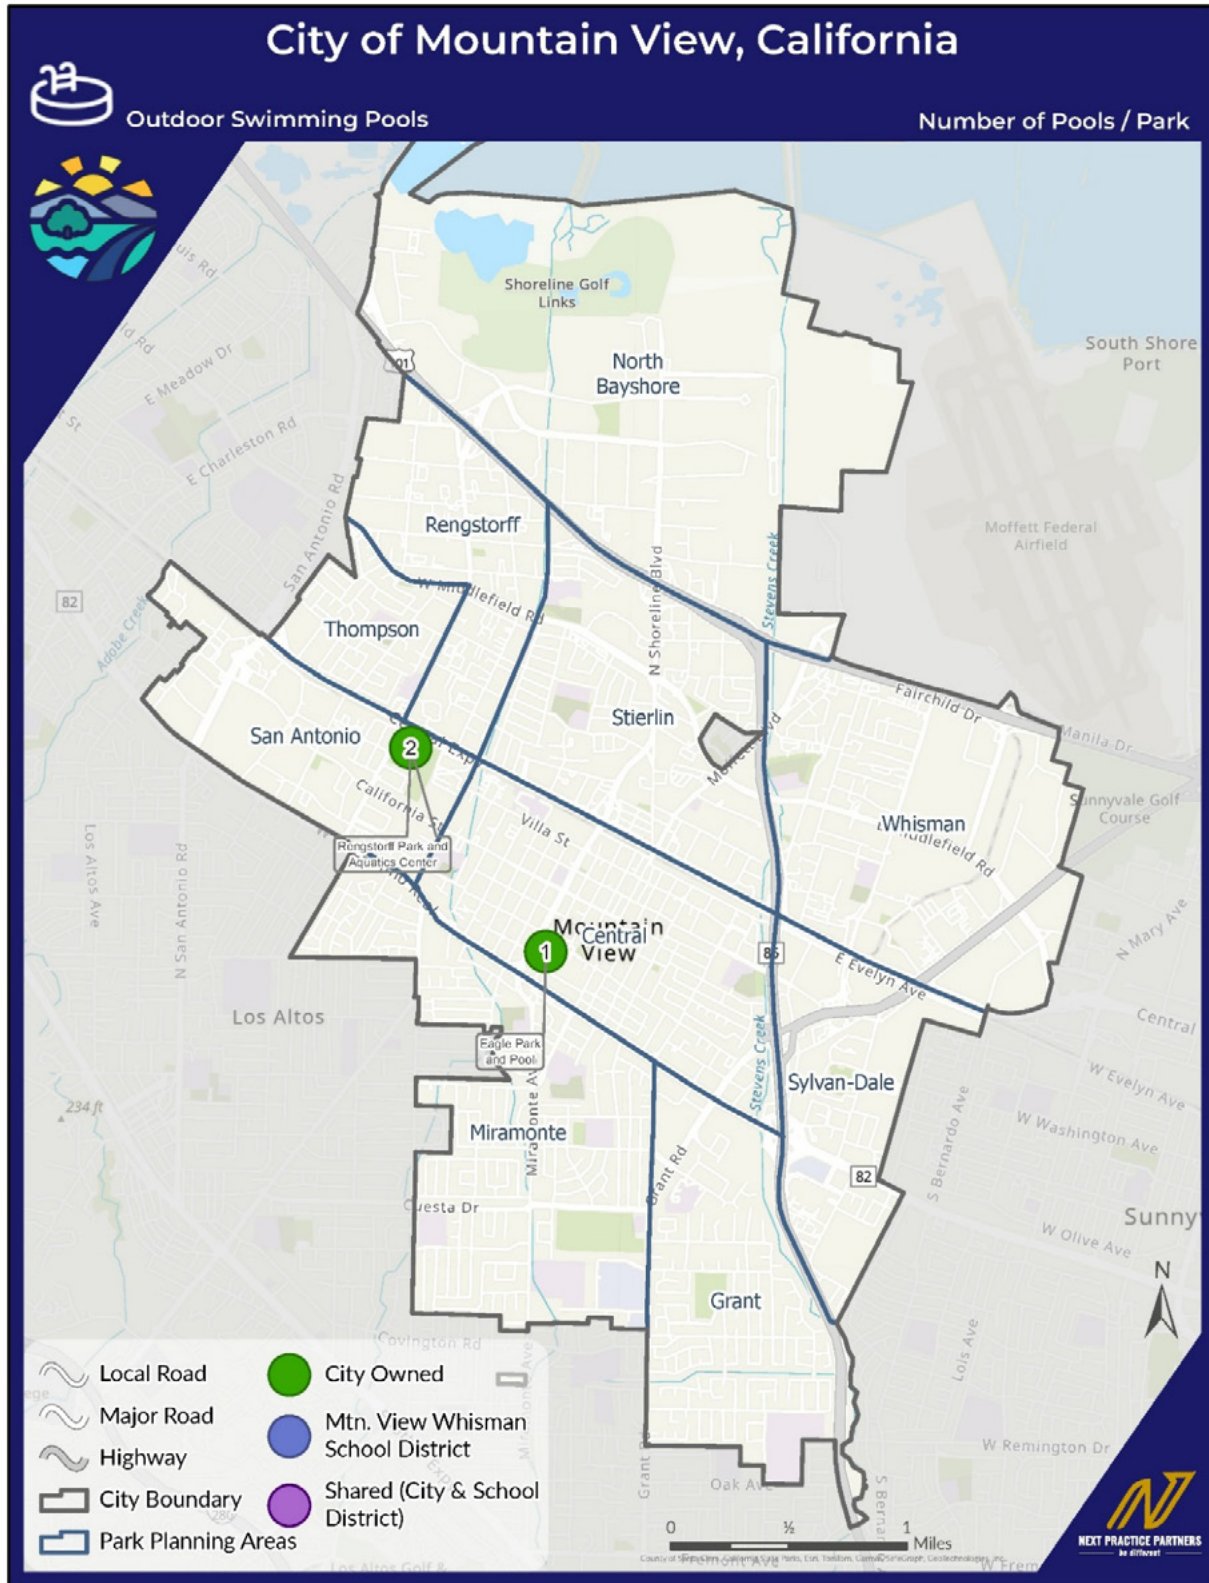 City of Mountain View, California
Outdoor Swimming Pools
Number of Pools / Park
Shoreline Golf
Links
North
Bayshore
South Shore
Port
E Meadow Dr
E Charleston Rd
San Antonio Rd
Rengstorff
Moffett Federal
Airfield
82
Adobe Creek
W Middlefield Rd
N Shoreline Blvd
Stevens Creek
Thompson
Fairchild Dr
Manila Dr
Stierlin
San Antonio
2
California St
Villa St
Whisman
Sunnyvale Golf
Course
Rengstorff Park and
Aquatics Center
Los Altos Ave
N San Antonio Rd
N Mary Ave
Mountain
View
Central
1
85
E Evelyn Ave
Los Altos
Central
Eagle Park
and Pool
Stevens Creek
Sylvan-Dale
W Evelyn Ave
234 ft
W Washington Ave
S Bernardo Ave
Miramonte
Grant Rd
82
Cuesta Dr
W Olive Ave
N
Grant
Covington Rd
Lois Ave
W Remington Dr
Grant Rd
Oak Ave
Local Road
Major Road
Highway
City Boundary
Park Planning Areas
City Owned
Mtn. View Whisman
School District
Shared (City & School
District)
0 ½ 1
Miles
NEXT PRACTICE PARTNERS
be different